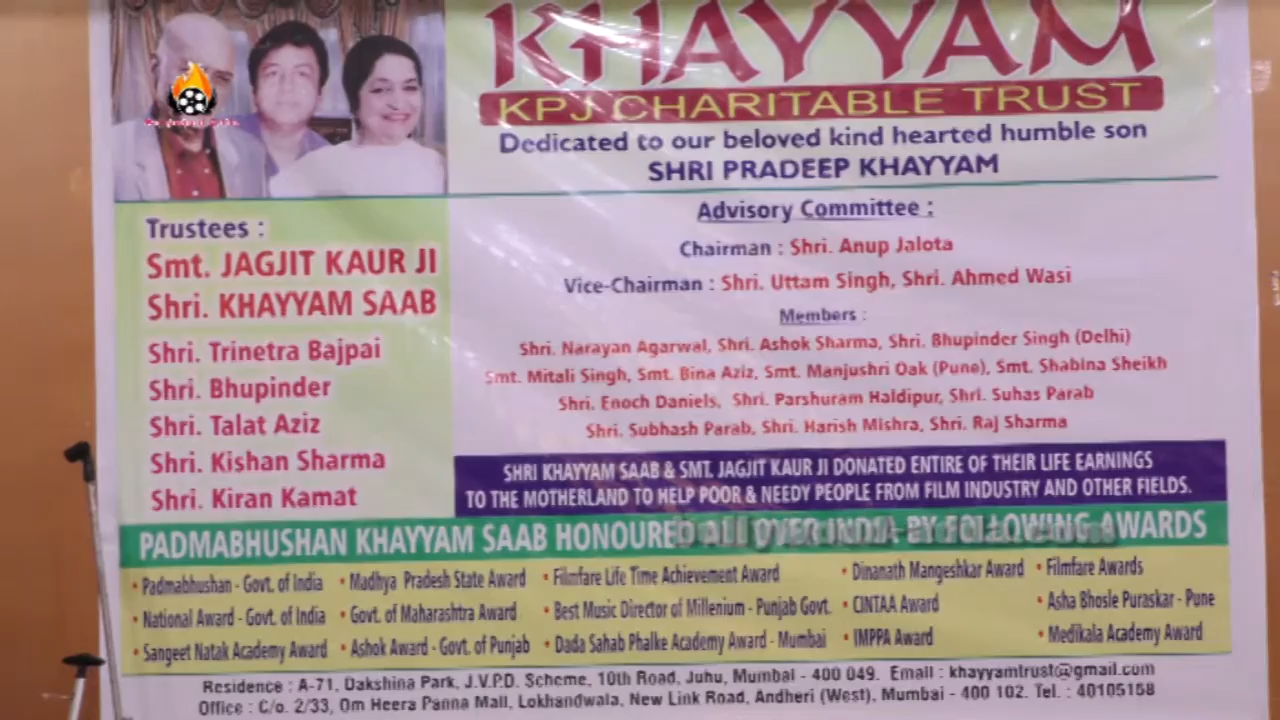 KHAYYAM
KPJ CHARITABLE TRUST
Dedicated to our beloved kind hearted humble son
SHRI PRADEEP KHAYYAM
Trustees :
Smt. JAGJIT KAUR JI
Shri. KHAYYAM SAAB
Shri. Trinetra Bajpai
Shri. Bhupinder
Shri. Talat Aziz
Shri. Kishan Sharma
Shri. Kiran Kamat
Advisory Committee :
Chairman : Shri. Anup Jalota
Vice-Chairman : Shri. Uttam Singh, Shri. Ahmed Wasi
Members :
Shri. Narayan Agarwal, Shri. Ashok Sharma, Shri. Bhupinder Singh (Delhi)
Smt. Mitali Singh, Smt. Bina Aziz, Smt. Manjushri Oak (Pune), Smt. Shabina Sheikh
Shri. Enoch Daniels, Shri. Parshuram Haldipur, Shri. Suhas Parab
Shri. Subhash Parab, Shri. Harish Mishra, Shri. Raj Sharma
SHRI KHAYYAM SAAB & SMT. JAGJIT KAUR JI DONATED ENTIRE OF THEIR LIFE EARNINGS
TO THE MOTHERLAND TO HELP POOR & NEEDY PEOPLE FROM FILM INDUSTRY AND OTHER FIELDS.
PADMABHUSHAN KHAYYAM SAAB HONOURED ALL OVER INDIA BY FOLLOWING AWARDS
• Padmabhushan - Govt. of India • Madhya Pradesh State Award • Filmfare Life Time Achievement Award • Dinanath Mangeshkar Award • Filmfare Awards
• National Award - Govt. of India • Govt. of Maharashtra Award • Best Music Director of Millenium - Punjab Govt. • CINTAA Award • Asha Bhosle Puraskar - Pune
• Sangeet Natak Academy Award • Ashok Award - Govt. of Punjab • Dada Sahab Phalke Academy Award - Mumbai • IMPPA Award • Medikala Academy Award
Residence : A-71, Dakshina Park, J.V.P.D. Scheme, 10th Road, Juhu, Mumbai - 400 049. Email : khayyamtrust@gmail.com
Office : C/o. 2/33, Om Heera Panna Mall, Lokhandwala, New Link Road, Andheri (West), Mumbai - 400 102. Tel. : 40105158